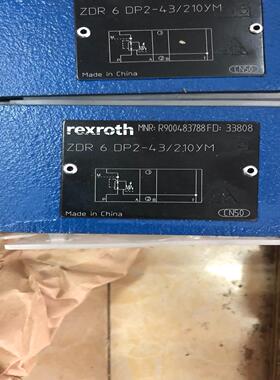 ZDR 6 DP2-43/210YM
Made in China
CN50
rexroth MNR: R900483788 FD: 33808
ZDR 6 DP2-43/210YM
Made in China
CN50